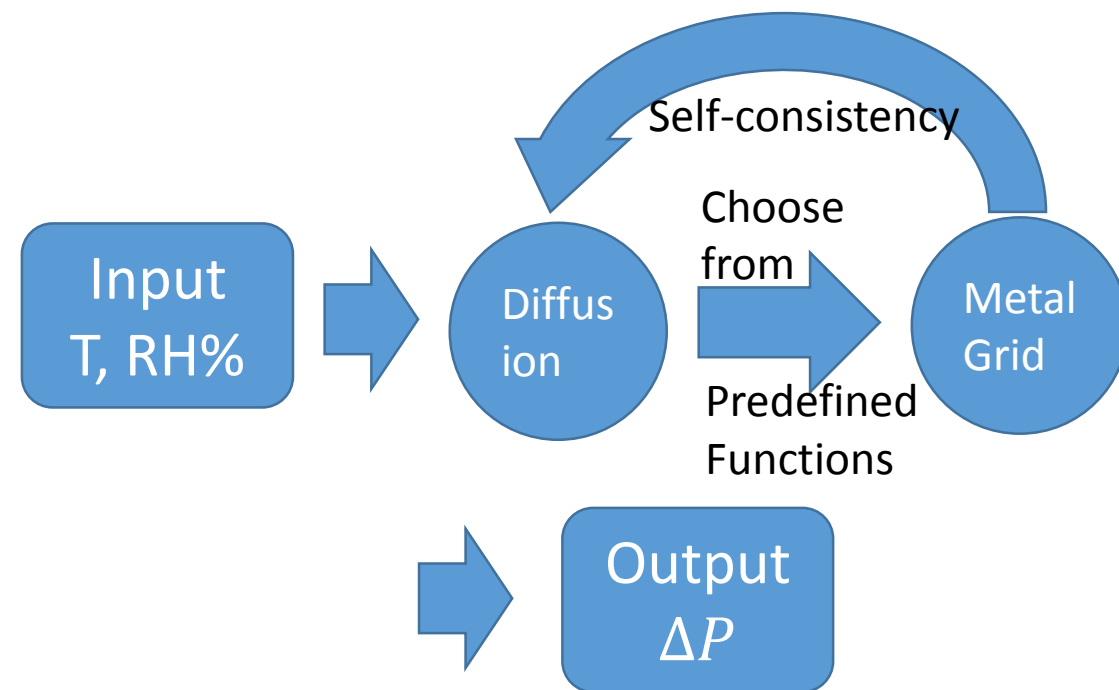 Self-consistency
Input
T, RH%
Diffus
ion
Choose
from
Predefined
Functions
Metal
Grid
Output
ΔP